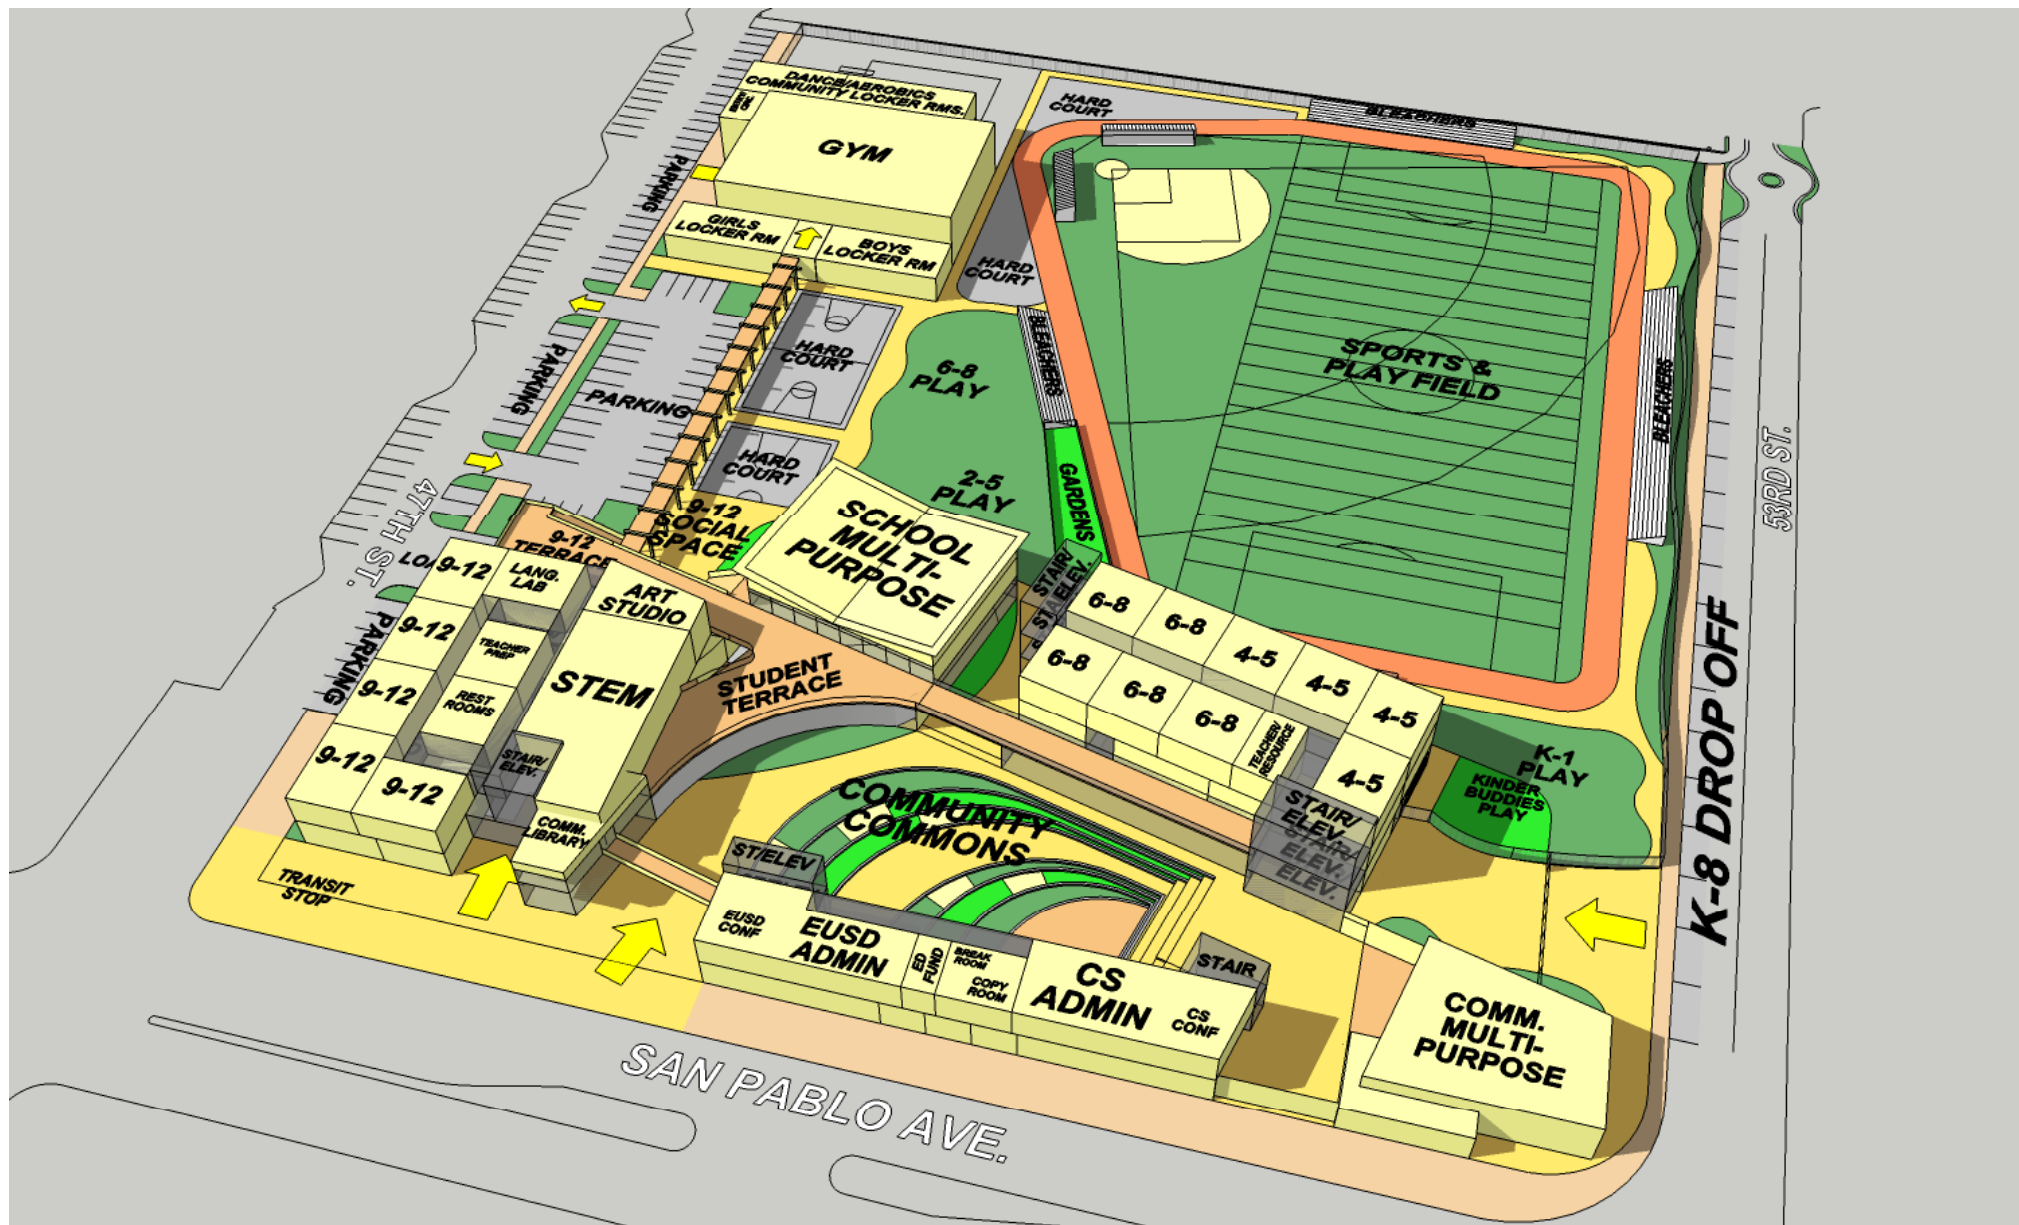 DANCE/AEROBICS
COMMUNITY LOCKER RMS.
GYM
HARD
COURT
BLEACHERS
PARKING
GIRLS
LOCKER RM
BOYS
LOCKER RM
HARD
COURT
HARD
COURT
BLEACHERS
6-8
PLAY
SPORTS &
PLAY FIELD
BLEACHERS
53RD ST.
PARKING
PARKING
HARD
COURT
47TH ST.
2-5
PLAY
GARDENS
9-12
SOCIAL
SPACE
SCHOOL
MULTI-
PURPOSE
9-12
TERRACE
9-12
LANG.
LAB
ART
STUDIO
STAIR/
ELEV.
6-8
6-8
4-5
4-5
4-5
9-12
TEACHER
PREP
STEM
STUDENT
TERRACE
6-8
6-8
6-8
TEACHER/
RESOURCE
4-5
PARKING
9-12
REST
ROOMS
9-12
9-12
STAIR/
ELEV.
COMM.
LIBRARY
K-1
PLAY
KINDER
BUDDIES
PLAY
K-8 DROP OFF
STAIR/
ELEV.
STAIR/
ELEV.
ELEV.
COMMUNITY
COMMONS
TRANSIT
STOP
ST/ELEV
EUSD
CONF
EUSD
ADMIN
ED
FUND
BREAK
ROOM
COPY
ROOM
CS
ADMIN
CS
CONF
STAIR
COMM.
MULTI-
PURPOSE
SAN PABLO AVE.